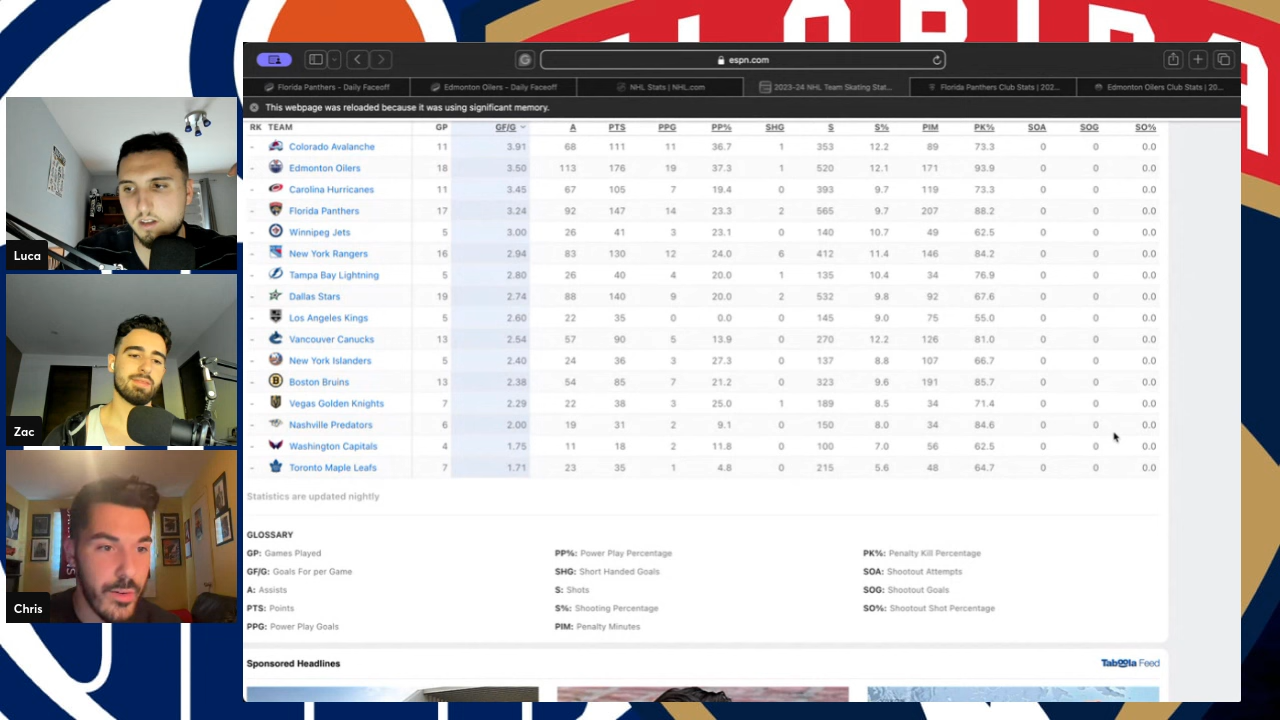 FLORIDA
espn.com
Florida Panthers - Daily Faceoff
Edmonton Oilers - Daily Faceoff
NHL Stats | NHL.com
2023-24 NHL Team Skating Stat...
Florida Panthers Club Stats | 202...
Edmonton Oilers Club Stats | 20...
This webpage was reloaded because it was using significant memory.
RK TEAM GP GF/G A PTS PPG PP% SHG S S% PIM PK% SOA SOG SO%
- Colorado Avalanche 11 3.91 68 111 11 36.7 1 353 12.2 89 73.3 0 0 0.0
- Edmonton Oilers 18 3.50 113 176 19 37.3 1 520 12.1 171 93.9 0 0 0.0
- Carolina Hurricanes 11 3.45 67 105 7 19.4 0 393 9.7 119 73.3 0 0 0.0
- Florida Panthers 17 3.24 92 147 14 23.3 2 565 9.7 207 88.2 0 0 0.0
- Winnipeg Jets 5 3.00 26 41 3 23.1 0 140 10.7 49 62.5 0 0 0.0
- New York Rangers 16 2.94 83 130 12 24.0 6 412 11.4 146 84.2 0 0 0.0
- Tampa Bay Lightning 5 2.80 26 40 4 20.0 1 135 10.4 34 76.9 0 0 0.0
- Dallas Stars 19 2.74 88 140 9 20.0 2 532 9.8 92 67.6 0 0 0.0
- Los Angeles Kings 5 2.60 22 35 0 0.0 0 145 9.0 75 55.0 0 0 0.0
- Vancouver Canucks 13 2.54 57 90 5 13.9 0 270 12.2 126 81.0 0 0 0.0
- New York Islanders 5 2.40 24 36 3 27.3 0 137 8.8 107 66.7 0 0 0.0
- Boston Bruins 13 2.38 54 85 7 21.2 0 323 9.6 191 85.7 0 0 0.0
- Vegas Golden Knights 7 2.29 22 38 3 25.0 1 189 8.5 34 71.4 0 0 0.0
- Nashville Predators 6 2.00 19 31 2 9.1 0 150 8.0 34 84.6 0 0 0.0
- Washington Capitals 4 1.75 11 18 2 11.8 0 100 7.0 56 62.5 0 0 0.0
- Toronto Maple Leafs 7 1.71 23 35 1 4.8 0 215 5.6 48 64.7 0 0 0.0
Statistics are updated nightly
GLOSSARY
GP: Games Played
PP%: Power Play Percentage
PK%: Penalty Kill Percentage
GF/G: Goals For per Game
SHG: Short Handed Goals
SOA: Shootout Attempts
A: Assists
S: Shots
SOG: Shootout Goals
PTS: Points
S%: Shooting Percentage
SO%: Shootout Shot Percentage
PPG: Power Play Goals
PIM: Penalty Minutes
Sponsored Headlines
Taboola Feed
Luca
Zac
Chris